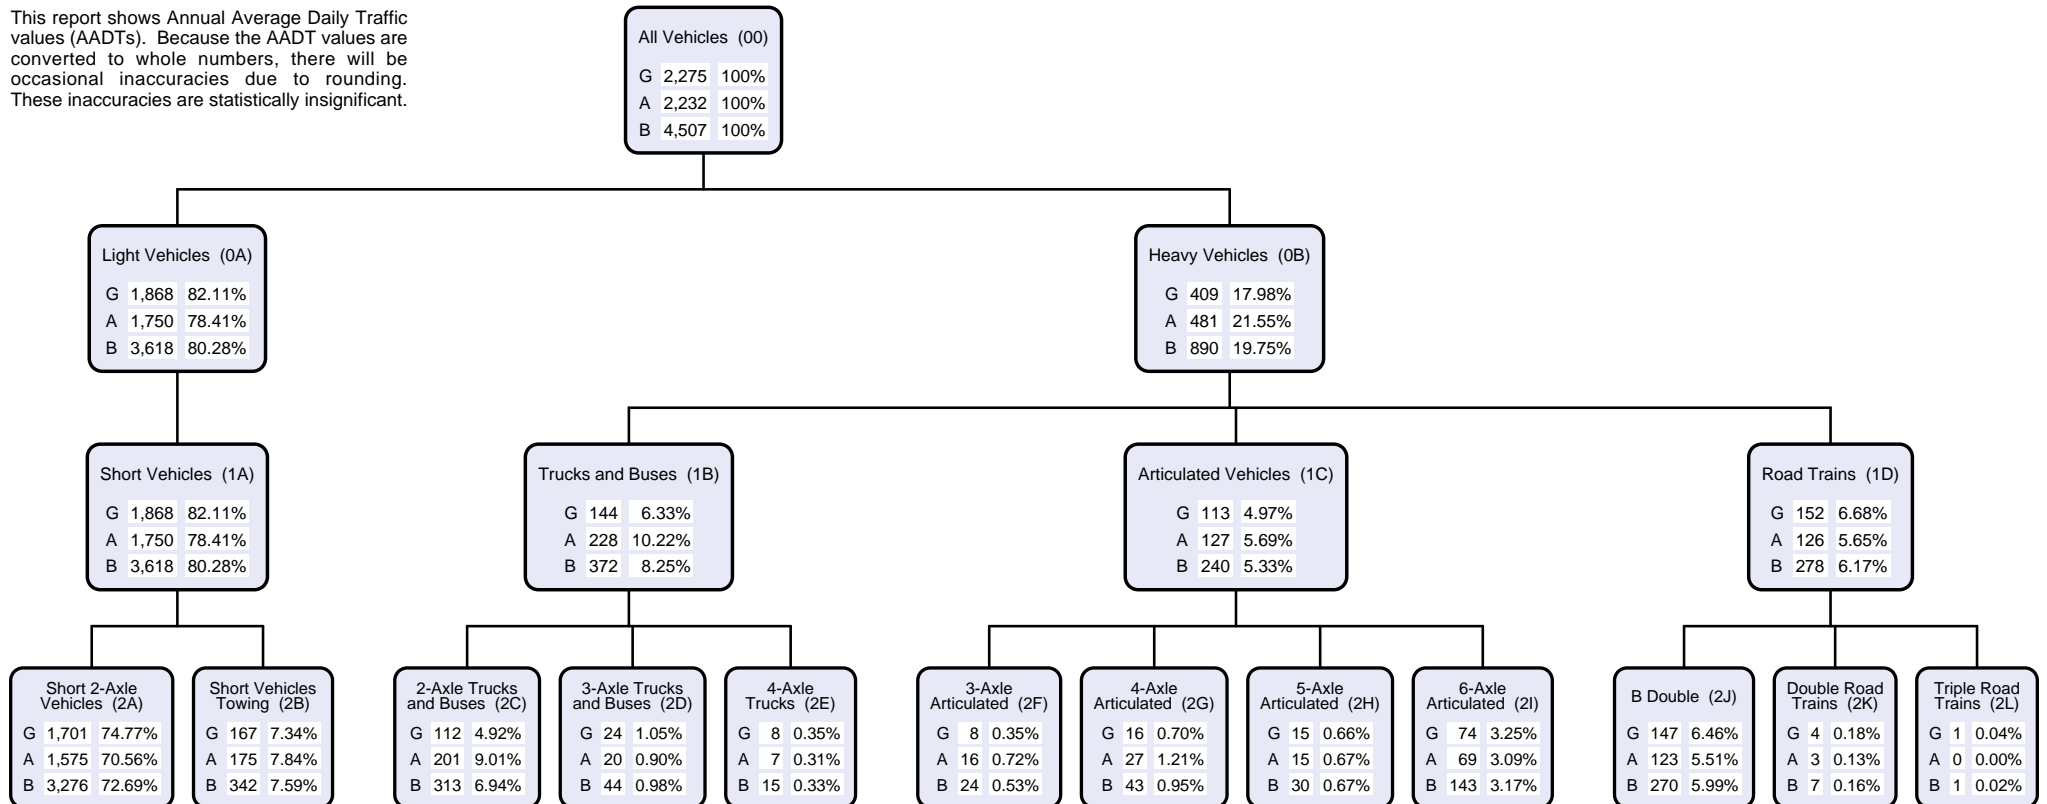 This report shows Annual Average Daily Traffic
values (AADTs). Because the AADT values are
converted to whole numbers, there will be
occasional inaccuracies due to rounding.
These inaccuracies are statistically insignificant.
All Vehicles (00)
G 2,275 100%
A 2,232 100%
B 4,507 100%
Light Vehicles (0A)
G 1,868 82.11%
A 1,750 78.41%
B 3,618 80.28%
Heavy Vehicles (0B)
G 409 17.98%
A 481 21.55%
B 890 19.75%
Short Vehicles (1A)
G 1,868 82.11%
A 1,750 78.41%
B 3,618 80.28%
Trucks and Buses (1B)
G 144 6.33%
A 228 10.22%
B 372 8.25%
Articulated Vehicles (1C)
G 113 4.97%
A 127 5.69%
B 240 5.33%
Road Trains (1D)
G 152 6.68%
A 126 5.65%
B 278 6.17%
Short 2-Axle
Vehicles (2A)
G 1,701 74.77%
A 1,575 70.56%
B 3,276 72.69%
Short Vehicles
Towing (2B)
G 167 7.34%
A 175 7.84%
B 342 7.59%
2-Axle Trucks
and Buses (2C)
G 112 4.92%
A 201 9.01%
B 313 6.94%
3-Axle Trucks
and Buses (2D)
G 24 1.05%
A 20 0.90%
B 44 0.98%
4-Axle
Trucks (2E)
G 8 0.35%
A 7 0.31%
B 15 0.33%
3-Axle
Articulated (2F)
G 8 0.35%
A 16 0.72%
B 24 0.53%
4-Axle
Articulated (2G)
G 16 0.70%
A 27 1.21%
B 43 0.95%
5-Axle
Articulated (2H)
G 15 0.66%
A 15 0.67%
B 30 0.67%
6-Axle
Articulated (2I)
G 74 3.25%
A 69 3.09%
B 143 3.17%
B Double (2J)
G 147 6.46%
A 123 5.51%
B 270 5.99%
Double Road
Trains (2K)
G 4 0.18%
A 3 0.13%
B 7 0.16%
Triple Road
Trains (2L)
G 1 0.04%
A 0 0.00%
B 1 0.02%